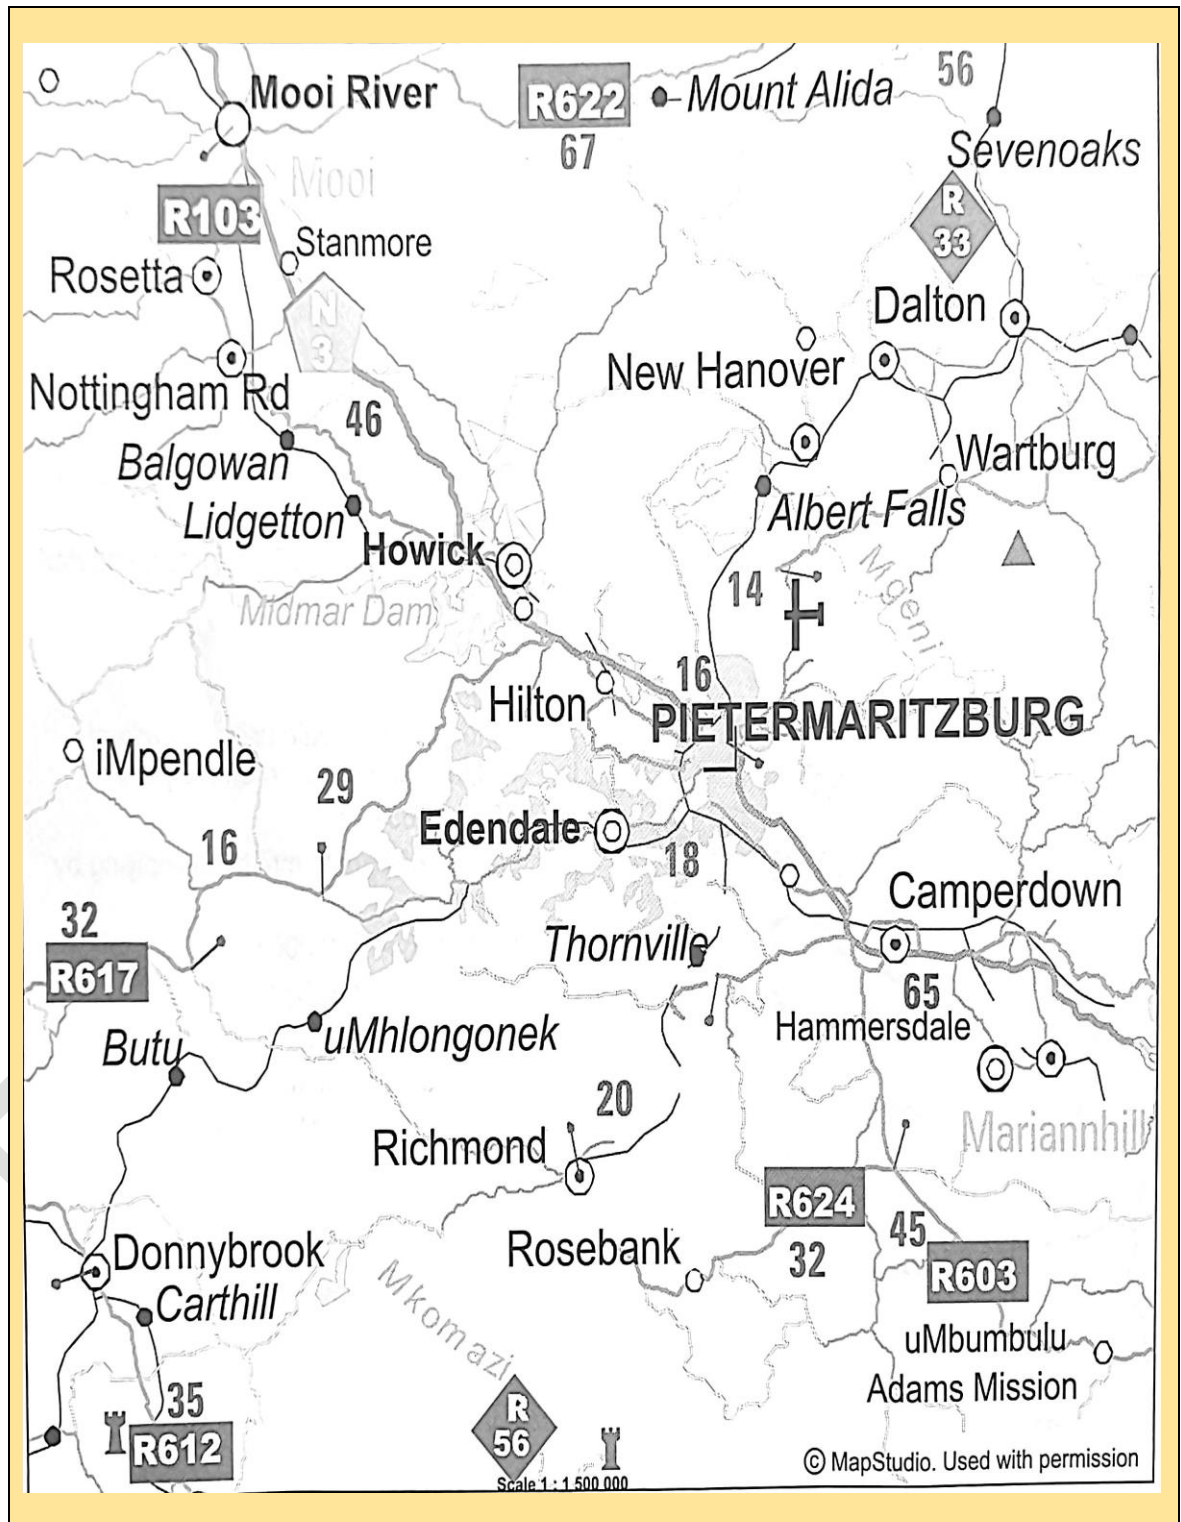 56
Mooi River
R622
Mount Alida
67
Sevenoaks
Mooi
R103
R
33
Stanmore
Rosetta
N
3
Dalton
New Hanover
Nottingham Rd
46
Balgowan
Wartburg
Lidgetton
Albert Falls
Howick
14
Mgeni
Midmar Dam
16
Hilton
PIETERMARITZBURG
iMpendle
29
Edendale
16
18
Camperdown
32
Thornville
R617
65
Hammersdale
Butu
uMhlongonek
20
Mariannhill
Richmond
R624
45
Donnybrook
Rosebank
32
R603
Carthill
Mkomazi
uMbumbulu
Adams Mission
35
R612
R
56
© MapStudio. Used with permission
Scale 1 : 1 500 000